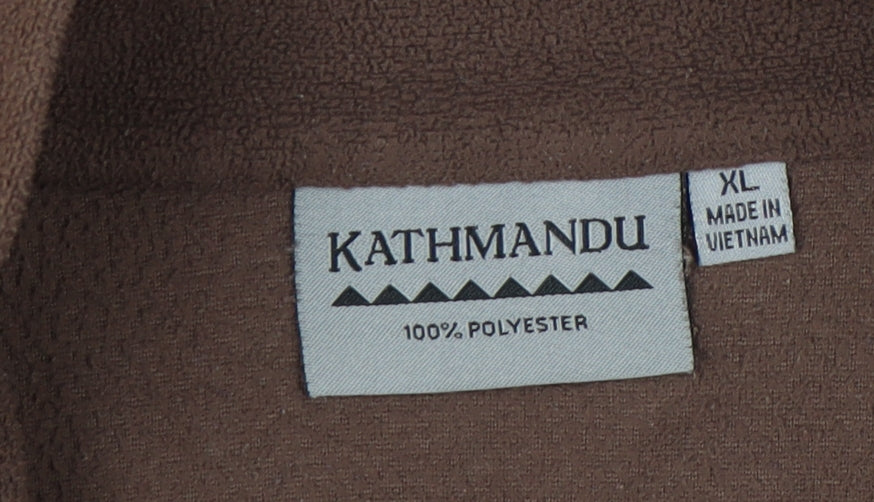 KATHMANDU
100% POLYESTER
XL
MADE IN
VIETNAM